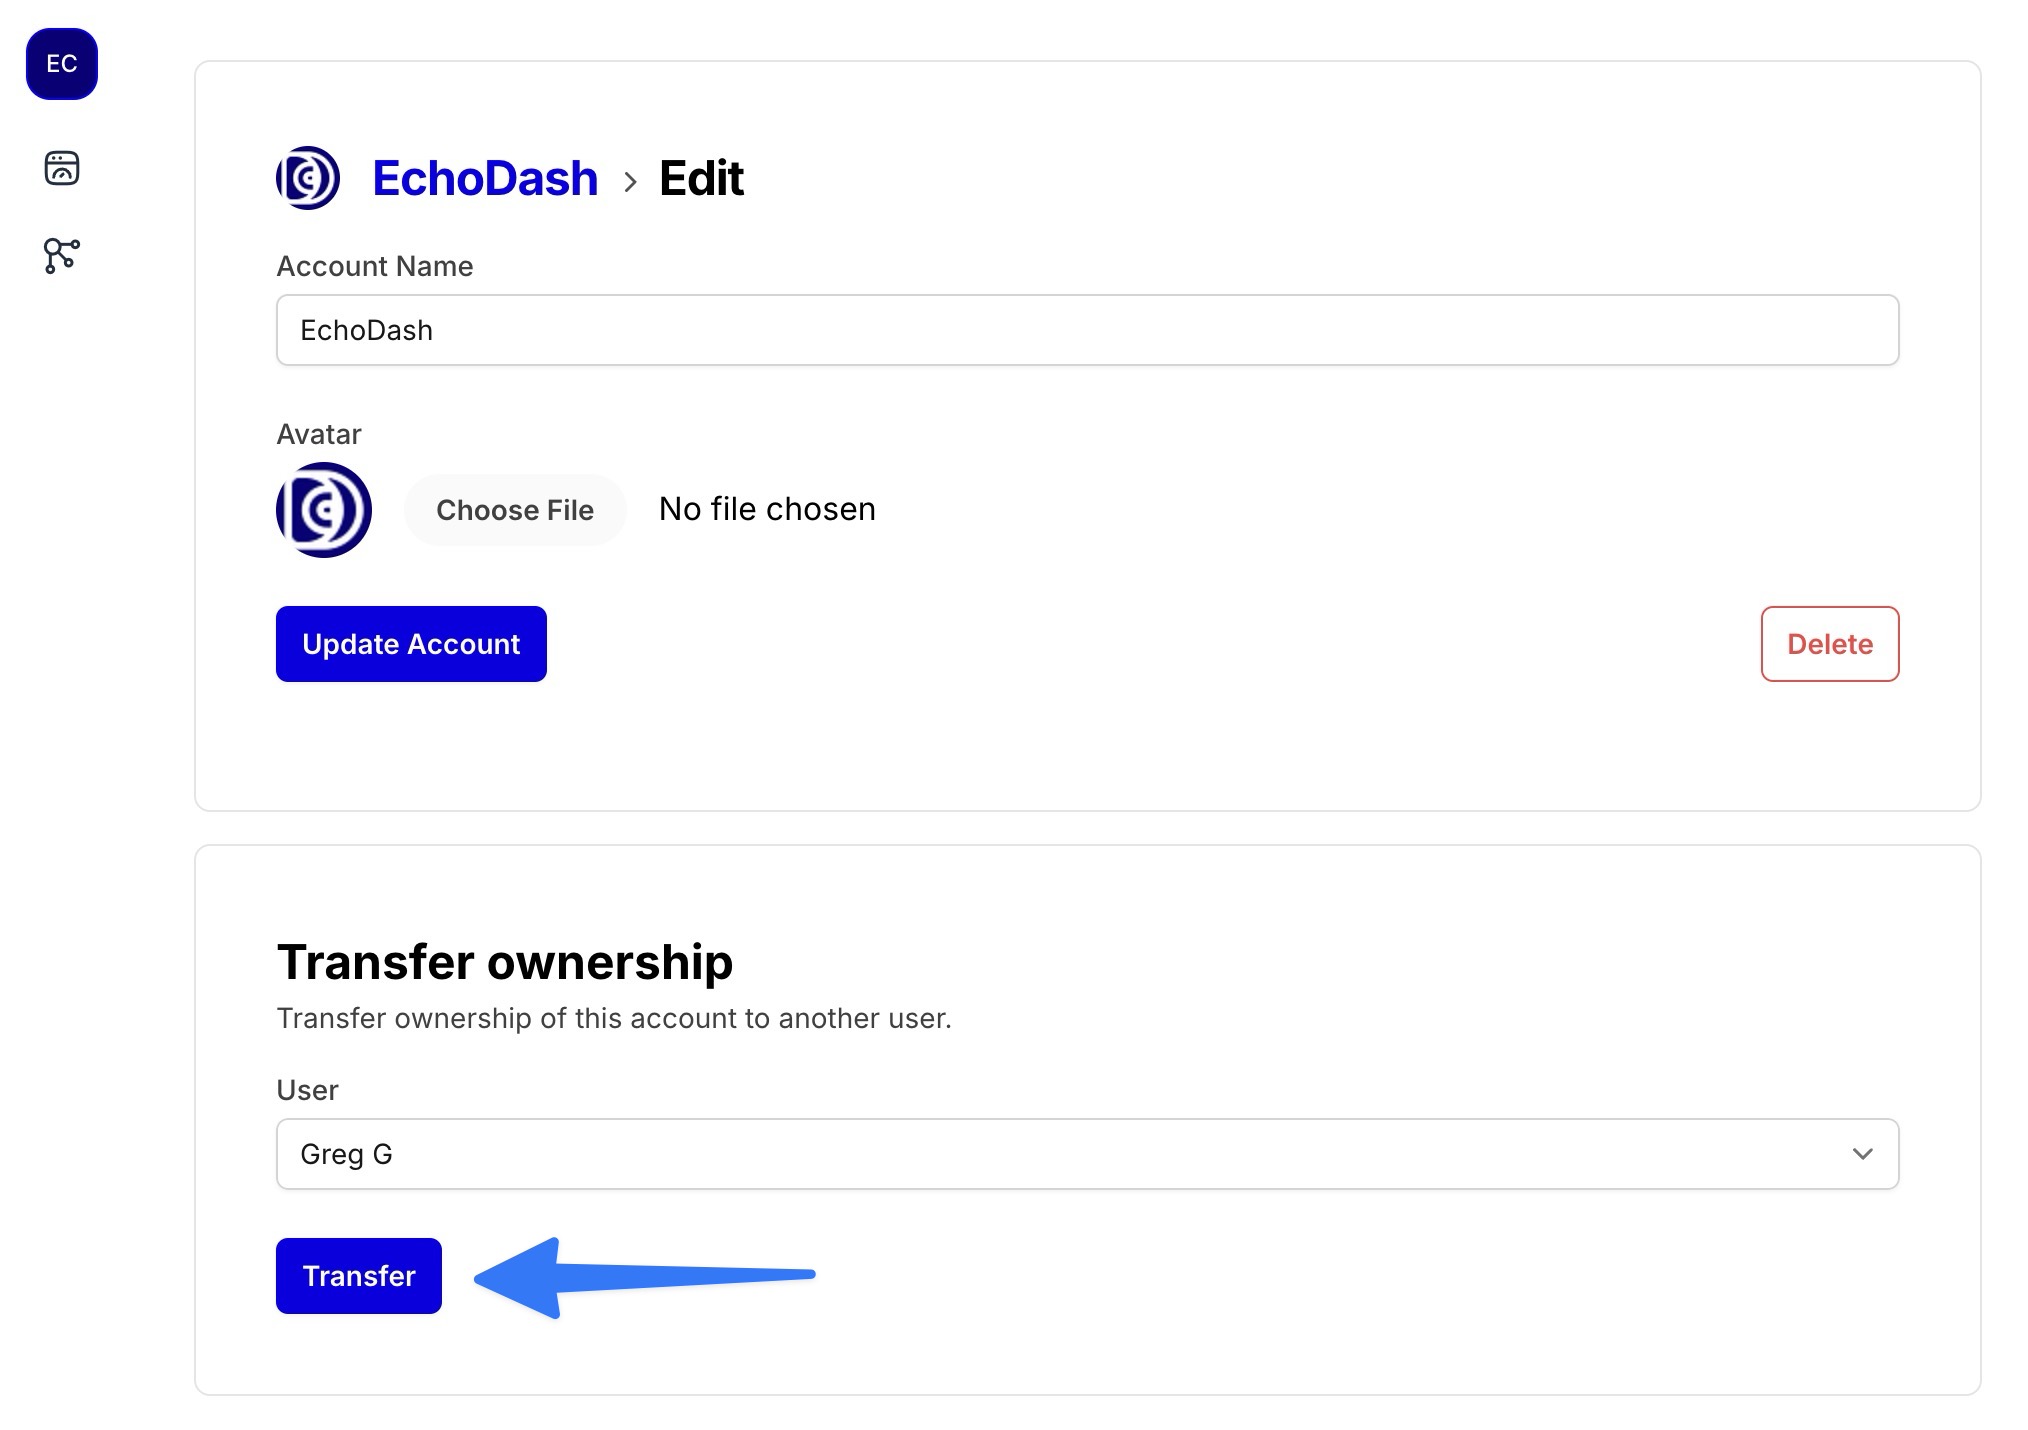 EC
EchoDash › Edit
Account Name
EchoDash
Avatar
Choose File No file chosen
Update Account Delete
Transfer ownership
Transfer ownership of this account to another user.
User
Greg G
Transfer